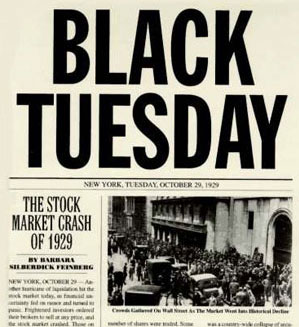 BLACK
TUESDAY
NEW YORK, TUESDAY, OCTOBER 29, 1929
THE STOCK
MARKET CRASH
OF 1929
BY BARBARA
SILBERDICK FEINBERG
NEW YORK, OCTOBER 29 — An-
other hurricane of liquidation hit the
stock market today, as financial un-
certainty fed on rumor and turned to
panic. Frightened investors ordered
their brokers to sell at any price, and
the stock market crashed. Those on
Crowds Gathered On Wall Street As The Market Went Into Historical Decline
number of shares were traded. Some
was a country-wide collapse of